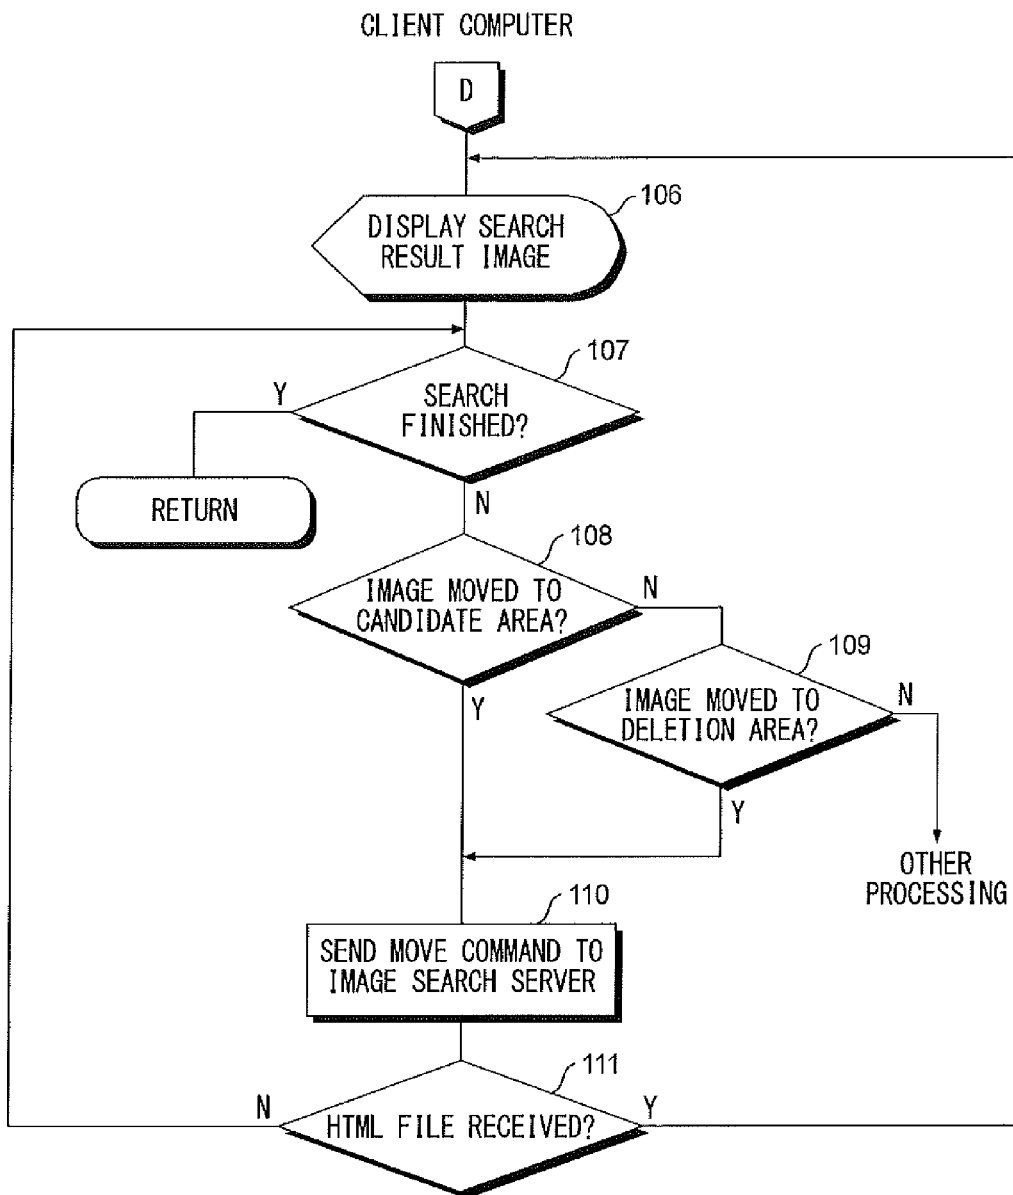 CLIENT COMPUTER
D
106
DISPLAY SEARCH
RESULT IMAGE
107
Y
SEARCH
FINISHED?
RETURN
N
108
IMAGE MOVED TO
CANDIDATE AREA?
N
109
Y
IMAGE MOVED TO
DELETION AREA?
N
Y
OTHER
PROCESSING
110
SEND MOVE COMMAND TO
IMAGE SEARCH SERVER
111
N
HTML FILE RECEIVED?
Y